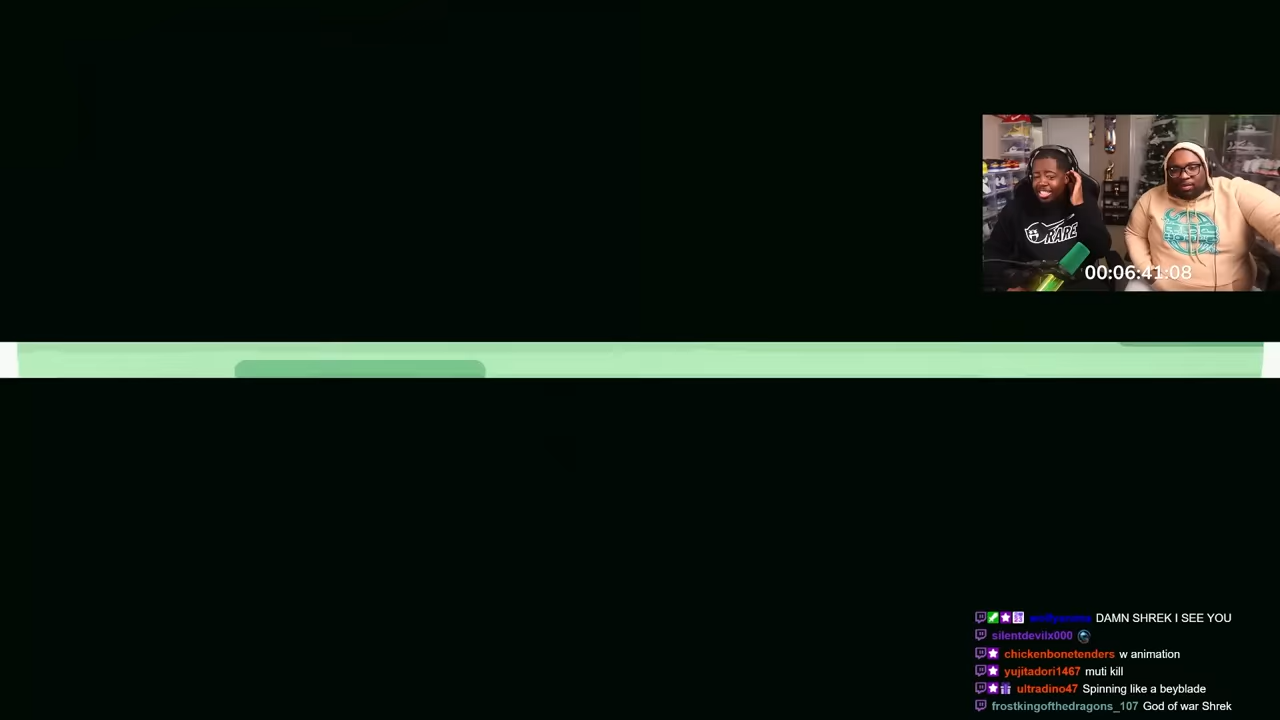 RARE
00:06:41:08
DAMN SHREK I SEE YOU
silentdevilx000
chickenbonetenders w animation
yujitadori1467 muti kill
ultradino47 Spinning like a beyblade
frostkingofthedragons_107 God of war Shrek